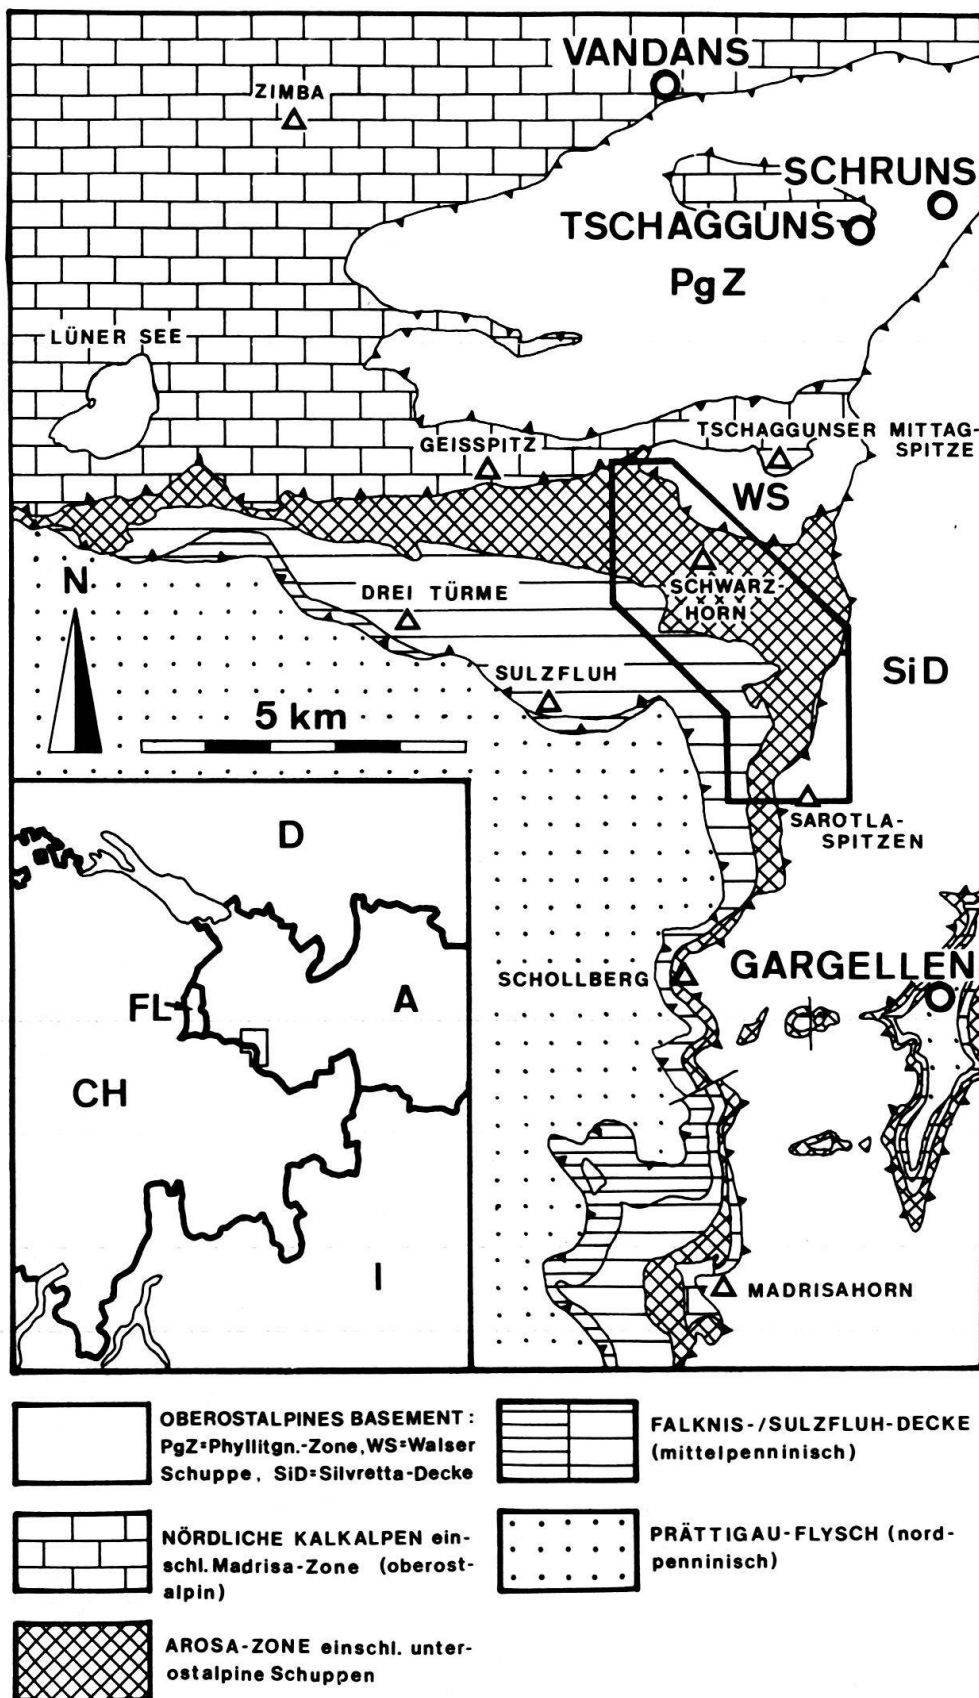 VANDANS
ZIMBA
SCHRUNS
TSCHAGGUNS
PgZ
LÜNER SEE
GEISSPITZ
TSCHAGGUNSER MITTAG-
SPITZE
WS
N
DREI TÜRME
SCHWARZ-
HORN
SULZFLUH
SiD
5 km
SAROTLA-
SPITZEN
D
SCHOLLBERG
GARGELLEN
FL
A
CH
I
MADRISAHORN
OBEROSTALPINES BASEMENT :
PgZ=Phyllitgn.-Zone, WS=Walser
Schuppe, SiD=Silvretta-Decke
FALKNIS-/SULZFLUH-DECKE
(mittelpenninisch)
NÖRDLICHE KALKALPEN ein-
schl. Madrisa-Zone (oberost-
alpin)
PRÄTTIGAU-FLYSCH (nord-
penninisch)
AROSA-ZONE einschl. unter-
ostalpine Schuppen